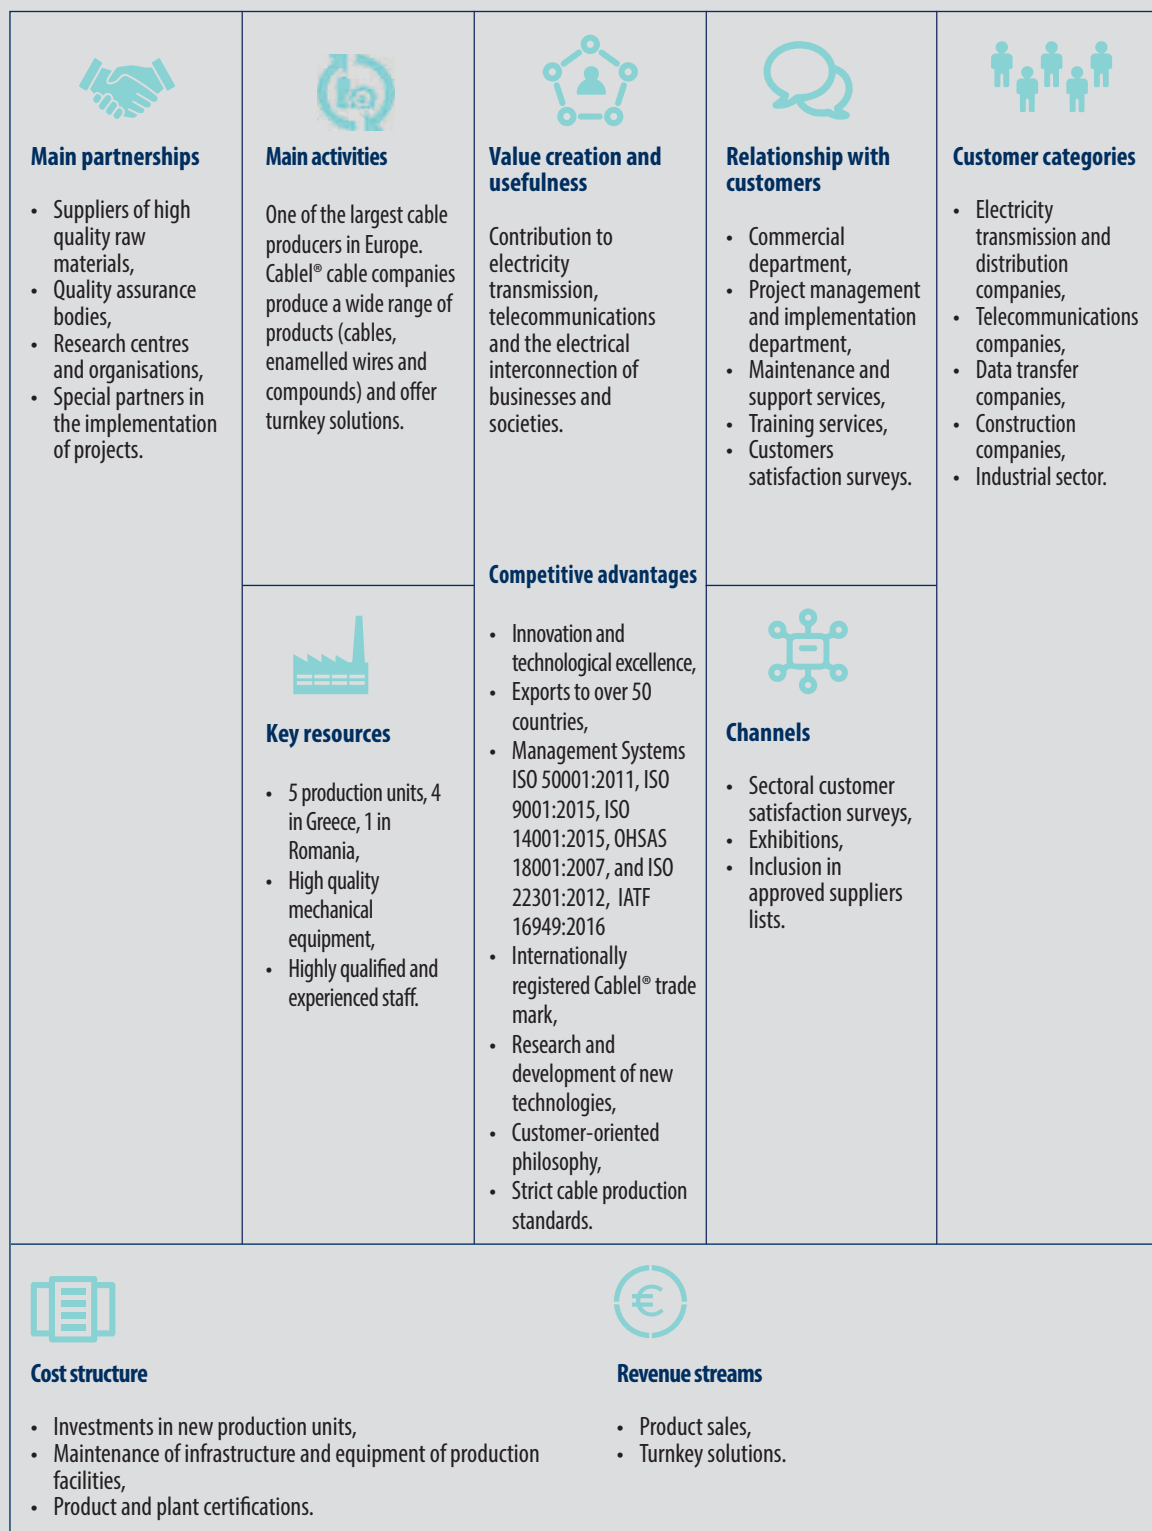 Main partnerships
• Suppliers of high
quality raw
materials,
• Quality assurance
bodies,
• Research centres
and organisations,
• Special partners in
the implementation
of projects.
Main activities
One of the largest cable
producers in Europe.
Cablel® cable companies
produce a wide range of
products (cables,
enamelled wires and
compounds) and offer
turnkey solutions.
Key resources
• 5 production units, 4
in Greece, 1 in
Romania,
• High quality
mechanical
equipment,
• Highly qualified and
experienced staff.
Value creation and
usefulness
Contribution to
electricity
transmission,
telecommunications
and the electrical
interconnection of
businesses and
societies.
Competitive advantages
• Innovation and
technological excellence,
• Exports to over 50
countries,
• Management Systems
ISO 50001:2011, ISO
9001:2015, ISO
14001:2015, OHSAS
18001:2007, and ISO
22301:2012, IATF
16949:2016
• Internationally
registered Cablel® trade
mark,
• Research and
development of new
technologies,
• Customer-oriented
philosophy,
• Strict cable production
standards.
Relationship with
customers
• Commercial
department,
• Project management
and implementation
department,
• Maintenance and
support services,
• Training services,
• Customers
satisfaction surveys.
Channels
• Sectoral customer
satisfaction surveys,
• Exhibitions,
• Inclusion in
approved suppliers
lists.
Customer categories
• Electricity
transmission and
distribution
companies,
• Telecommunications
companies,
• Data transfer
companies,
• Construction
companies,
• Industrial sector.
Cost structure
• Investments in new production units,
• Maintenance of infrastructure and equipment of production
facilities,
• Product and plant certifications.
€
Revenue streams
• Product sales,
• Turnkey solutions.